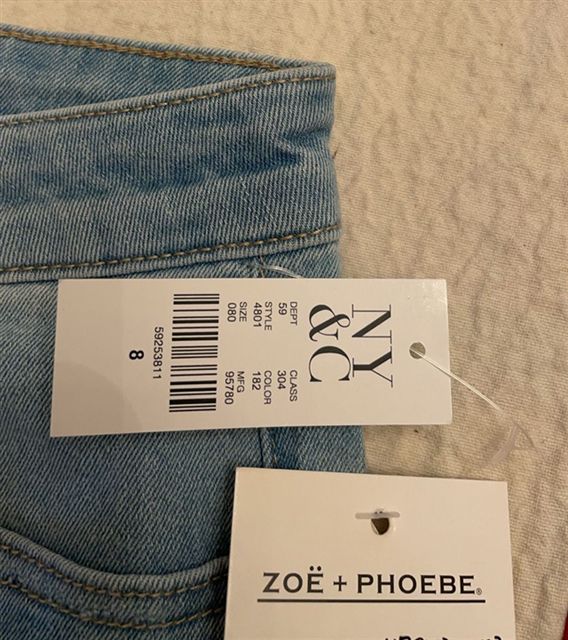 NY
&C
DEPT CLASS
59 304
STYLE COLOR
4801 182
SIZE MFG
080 95780
59253811
8
ZOË + PHOEBE®